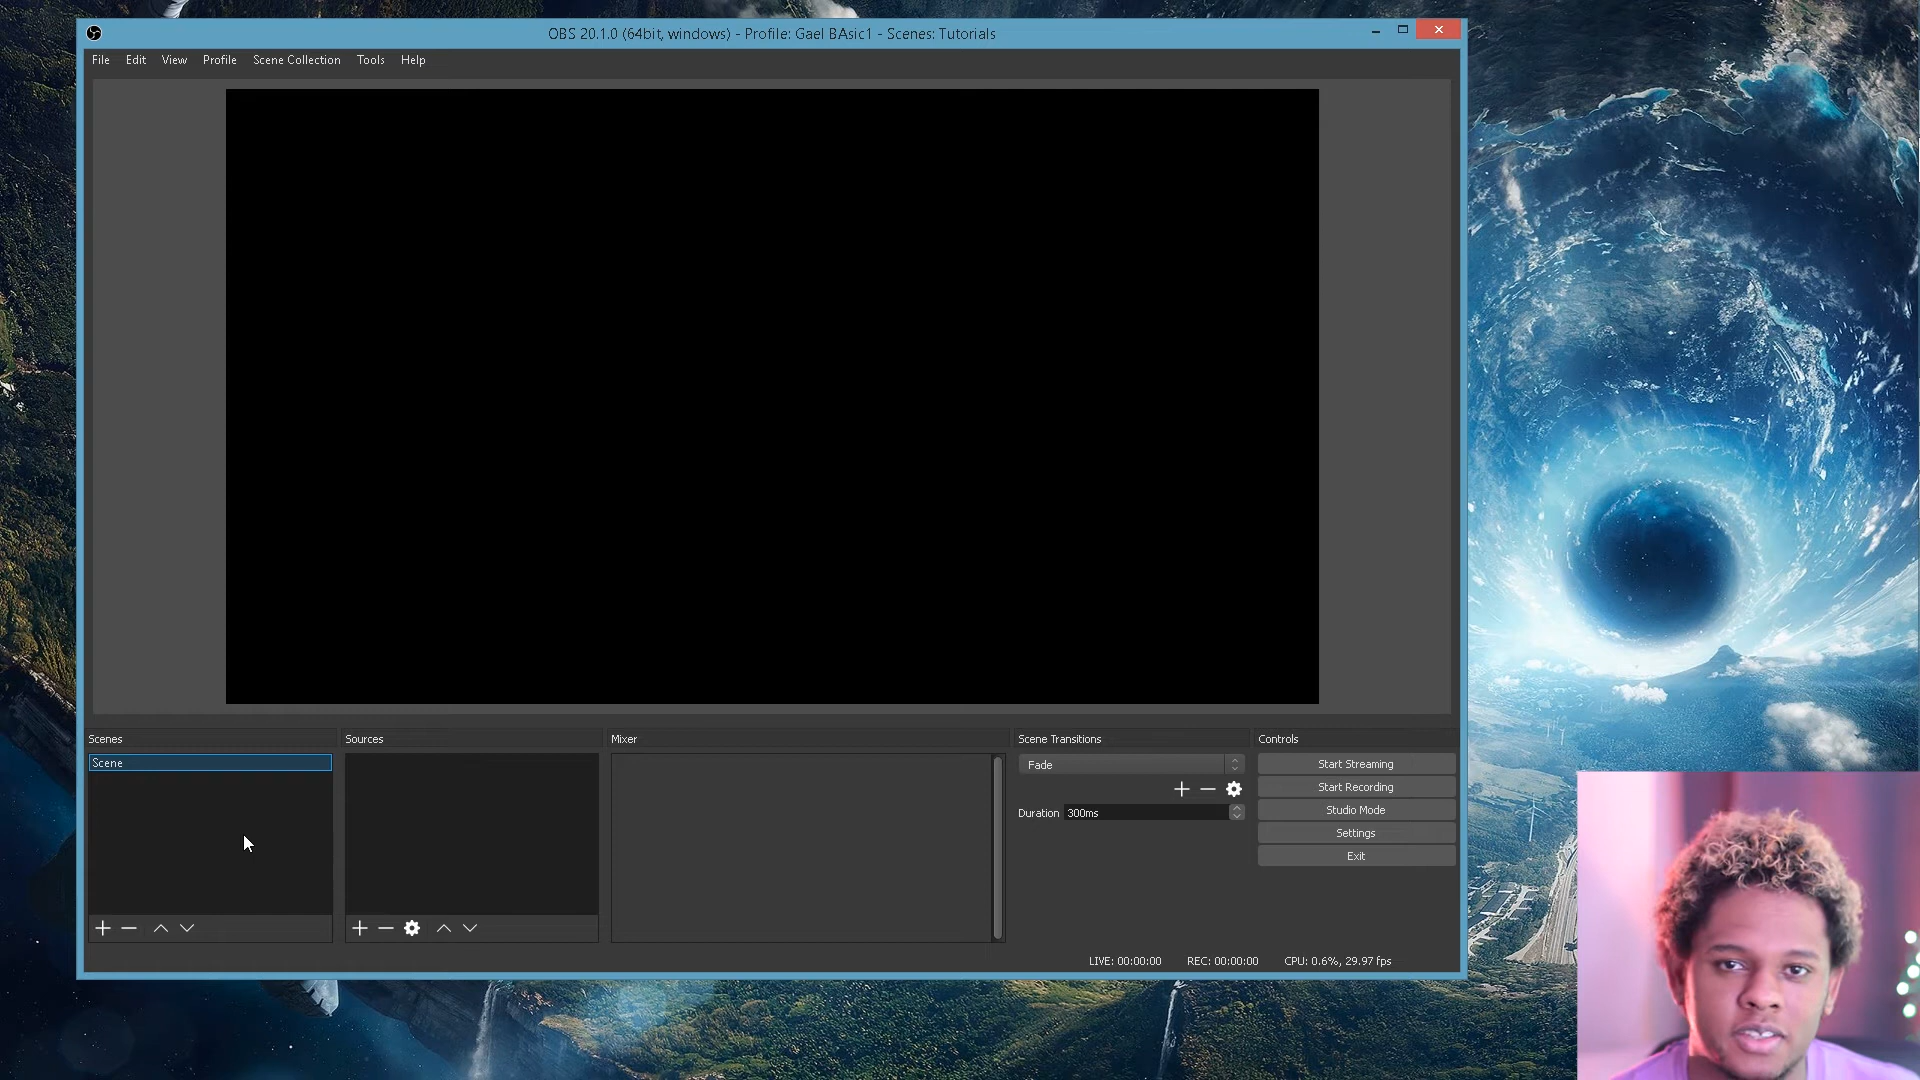 OBS 20.1.0 (64bit, windows) - Profile: Gael BAsic1 - Scenes: Tutorials
File Edit View Profile Scene Collection Tools Help
Scenes Sources Mixer Scene Transitions Controls
Scene
Fade
Start Streaming
Start Recording
Studio Mode
Duration 300ms
Settings
Exit
LIVE: 00:00:00 REC: 00:00:00 CPU: 0.6%, 29.97 fps